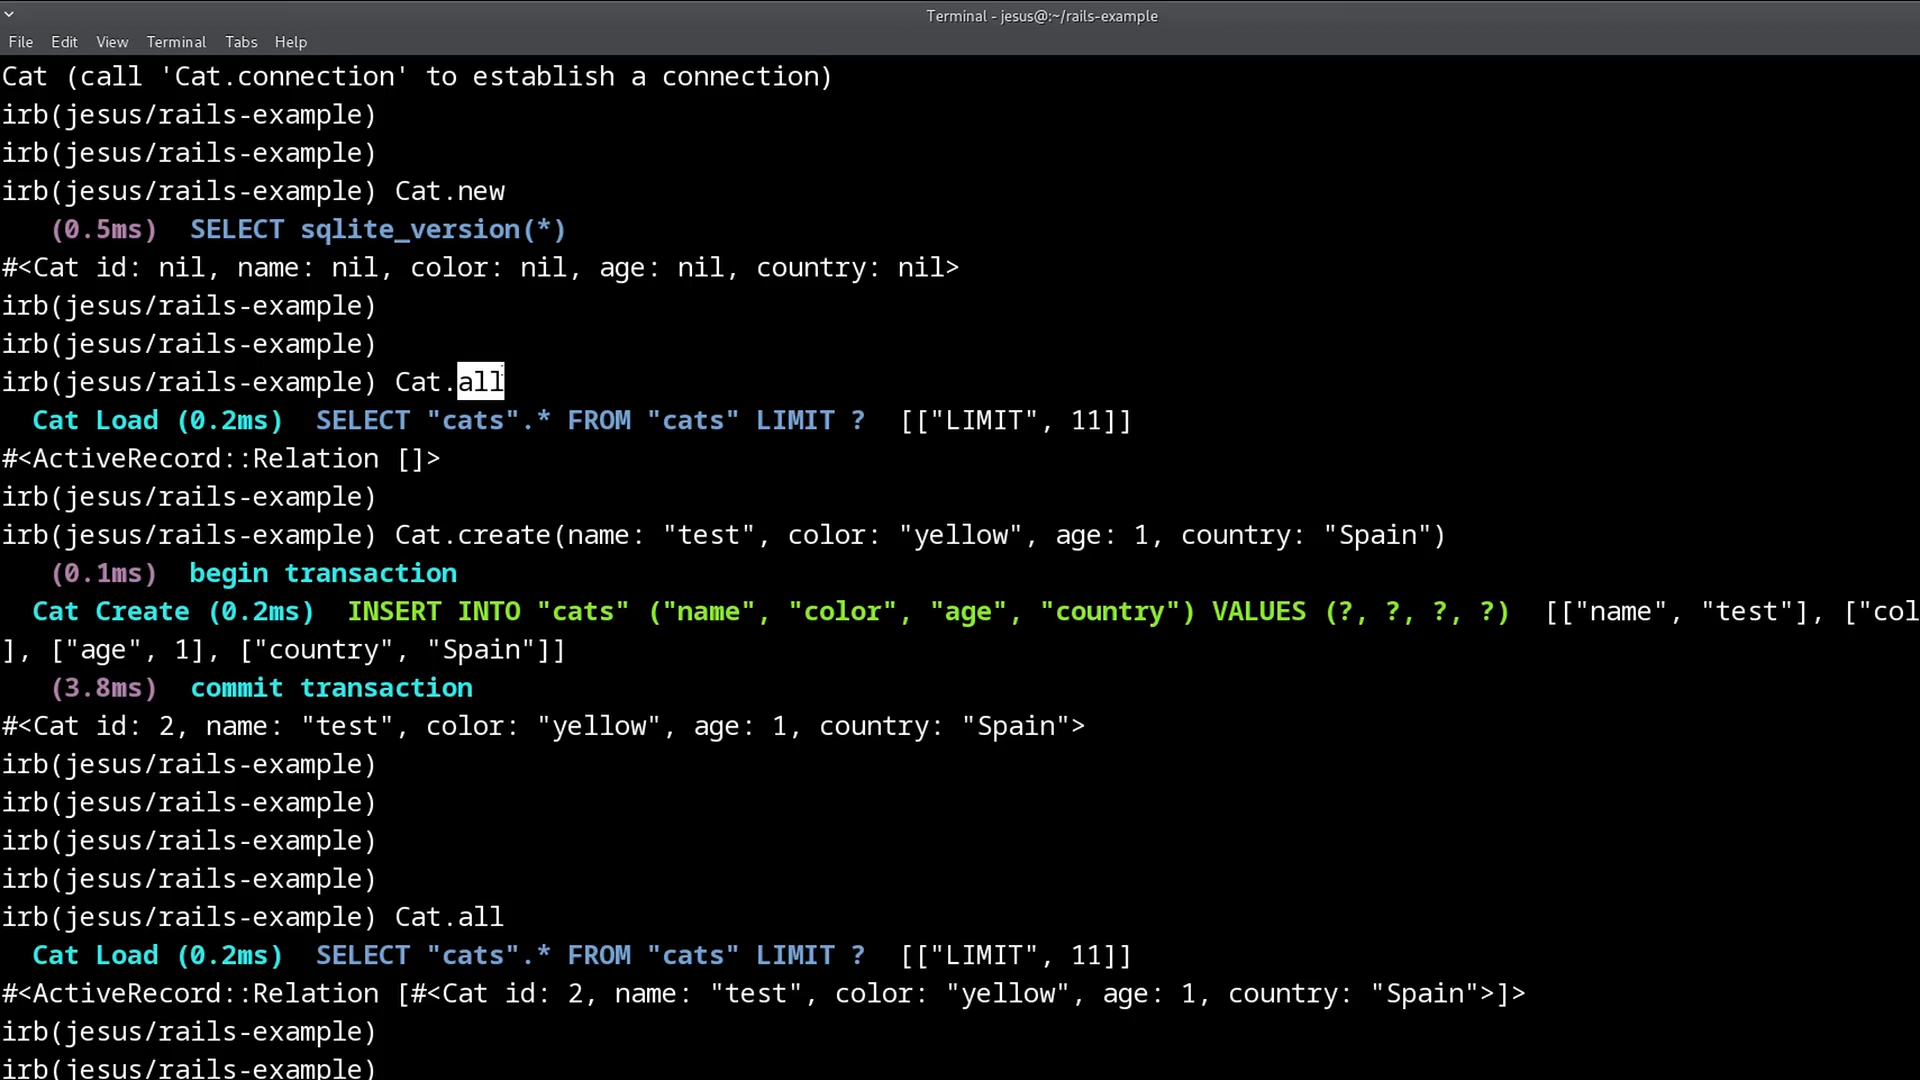 Terminal - jesus@:~/rails-example
File Edit View Terminal Tabs Help
Cat (call 'Cat.connection' to establish a connection)
irb(jesus/rails-example)
irb(jesus/rails-example)
irb(jesus/rails-example) Cat.new
(0.5ms) SELECT sqlite_version(*)
#<Cat id: nil, name: nil, color: nil, age: nil, country: nil>
irb(jesus/rails-example)
irb(jesus/rails-example)
irb(jesus/rails-example) Cat.all
Cat Load (0.2ms) SELECT "cats".* FROM "cats" LIMIT ? [["LIMIT", 11]]
#<ActiveRecord::Relation []>
irb(jesus/rails-example)
irb(jesus/rails-example) Cat.create(name: "test", color: "yellow", age: 1, country: "Spain")
(0.1ms) begin transaction
Cat Create (0.2ms) INSERT INTO "cats" ("name", "color", "age", "country") VALUES (?, ?, ?, ?) [["name", "test"], ["col
], ["age", 1], ["country", "Spain"]]
(3.8ms) commit transaction
#<Cat id: 2, name: "test", color: "yellow", age: 1, country: "Spain">
irb(jesus/rails-example)
irb(jesus/rails-example)
irb(jesus/rails-example)
irb(jesus/rails-example)
irb(jesus/rails-example) Cat.all
Cat Load (0.2ms) SELECT "cats".* FROM "cats" LIMIT ? [["LIMIT", 11]]
#<ActiveRecord::Relation [#<Cat id: 2, name: "test", color: "yellow", age: 1, country: "Spain">]>
irb(jesus/rails-example)
irb(jesus/rails-example)